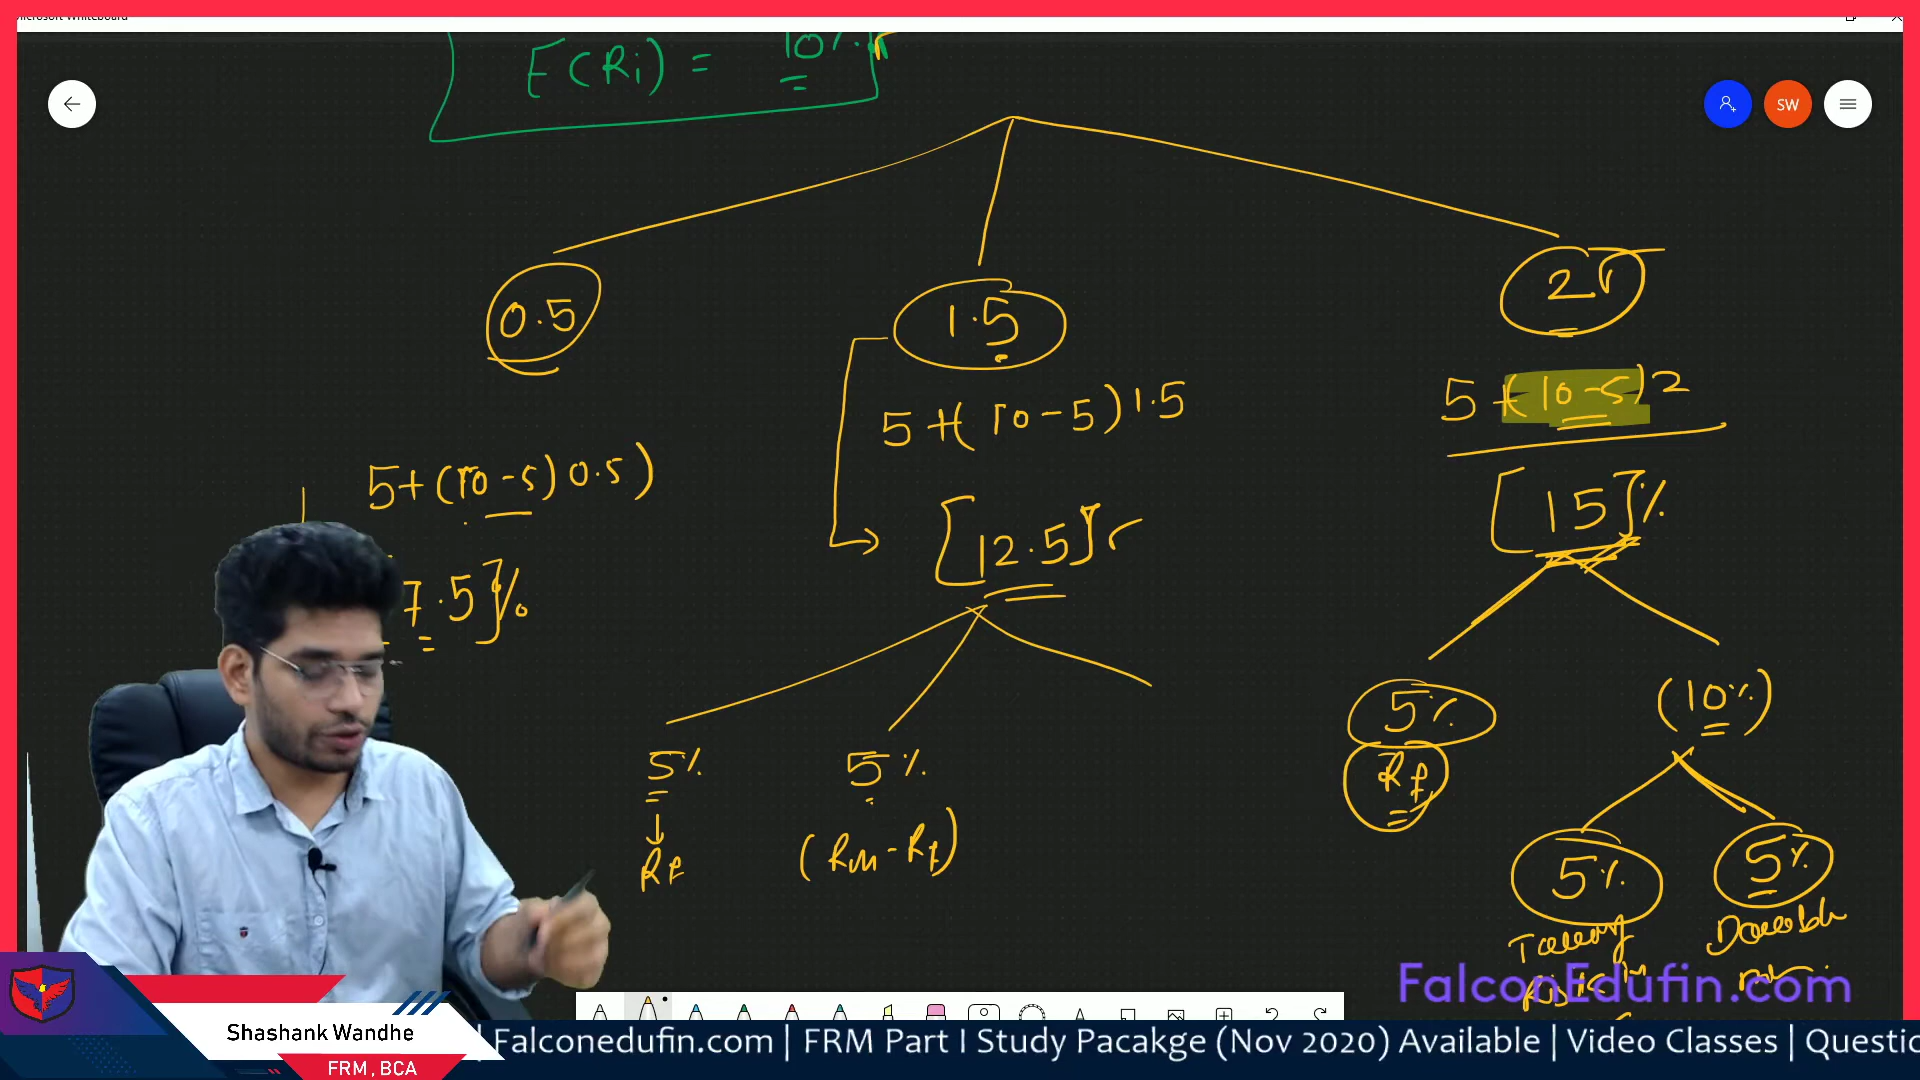 E(Ri) = 10%
0.5
1.5
2
5+(10-5)0.5)
7.5]%
5+(10-5)1.5
[12.5]
5+(10-5)2
[15]%
5%
Rf
5%
(Rm-Rf)
5%
Rf
(10%)
5%
5%
SW
FalconEdufin.com
Shashank Wandhe
FRM, BCA
| Falconedufin.com | FRM Part I Study Pacakge (Nov 2020) Available | Video Classes |